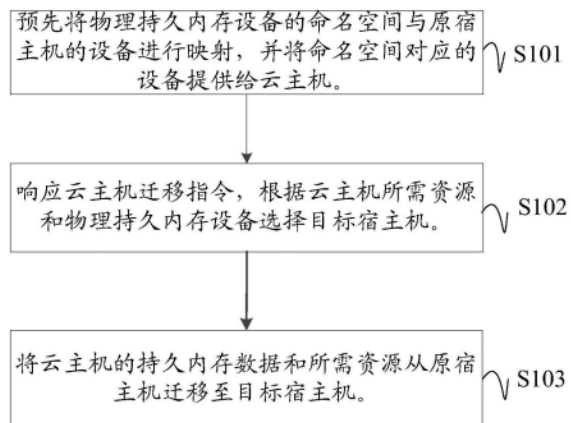 预先将物理持久内存设备的命名空间与原宿
主机的设备进行映射，并将命名空间对应的
设备提供给云主机。
S101
响应云主机迁移指令，根据云主机所需资源
和物理持久内存设备选择目标宿主机。
S102
将云主机的持久内存数据和所需资源从原宿
主机迁移至目标宿主机。
S103